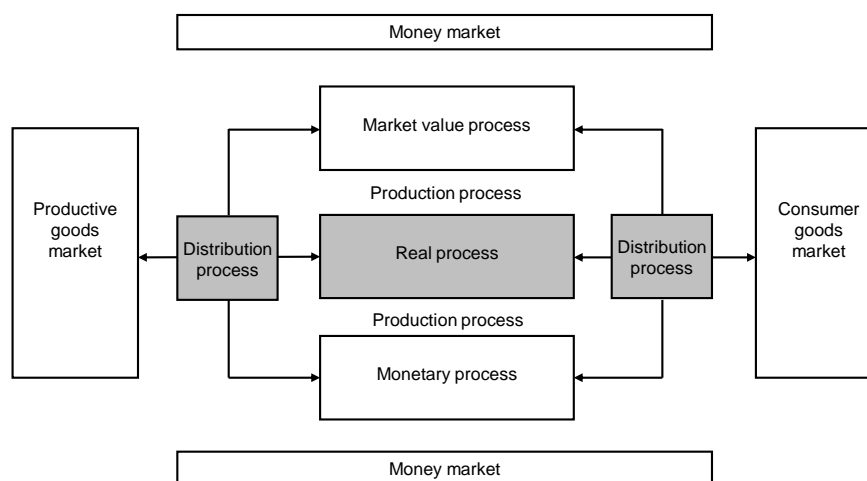 Money market
Market value process
Production process
Productive
goods
market
Distribution
process
Real process
Distribution
process
Consumer
goods
market
Production process
Monetary process
Money market